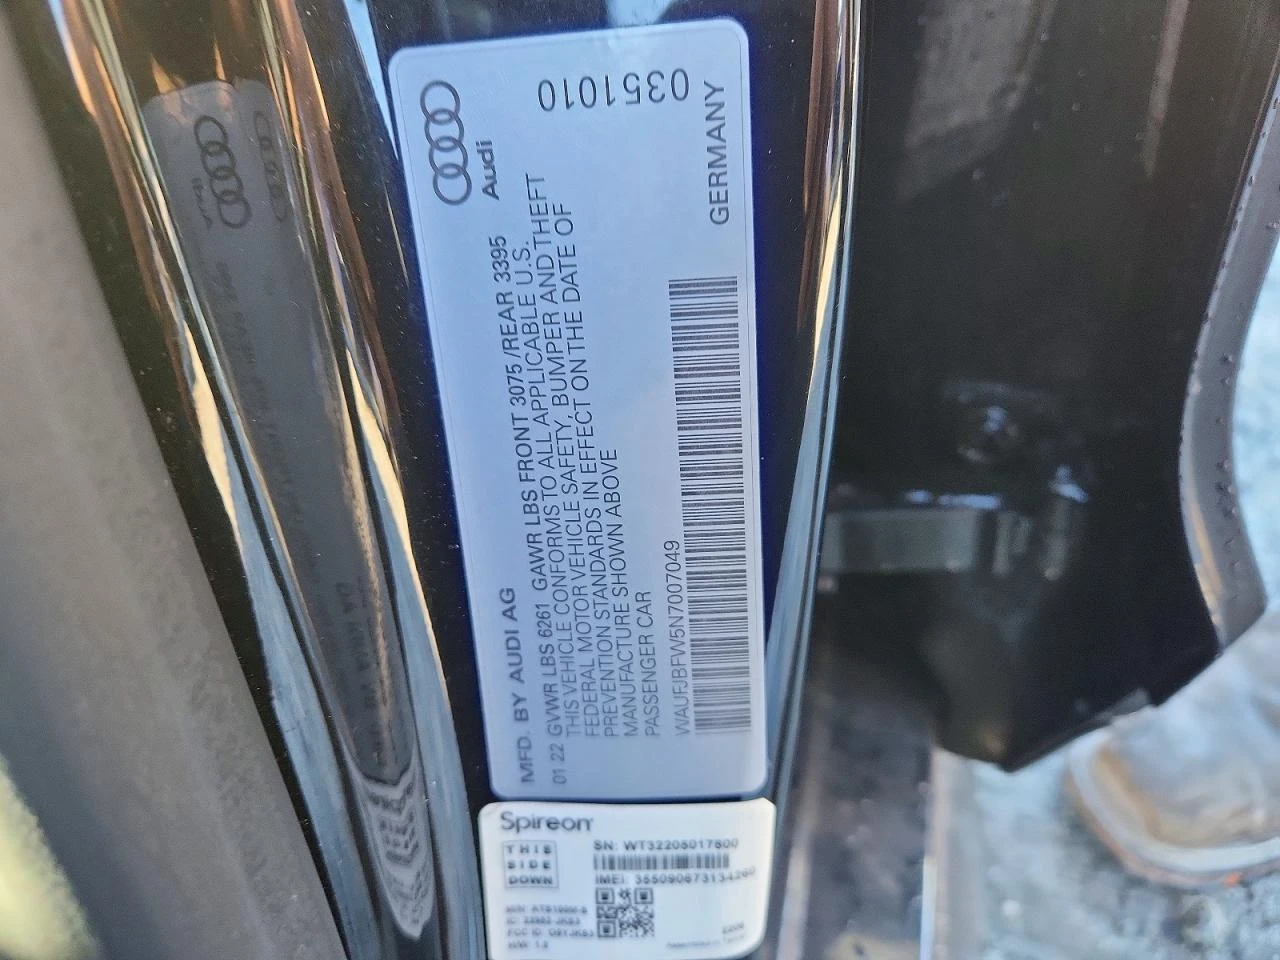 Audi
0351010
MFD. BY AUDI AG
01 22 GVWR LBS 6261 GAWR LBS FRONT 3075 /REAR 3395
THIS VEHICLE CONFORMS TO ALL APPLICABLE U.S.
FEDERAL MOTOR VEHICLE SAFETY, BUMPER AND THEFT
PREVENTION STANDARDS IN EFFECT ON THE DATE OF
MANUFACTURE SHOWN ABOVE
PASSENGER CAR
WAUFJBFW5N7007049
GERMANY
Spireon
THIS
SIDE
DOWN
SN: WT32205017800
IMEI:
FCC ID: